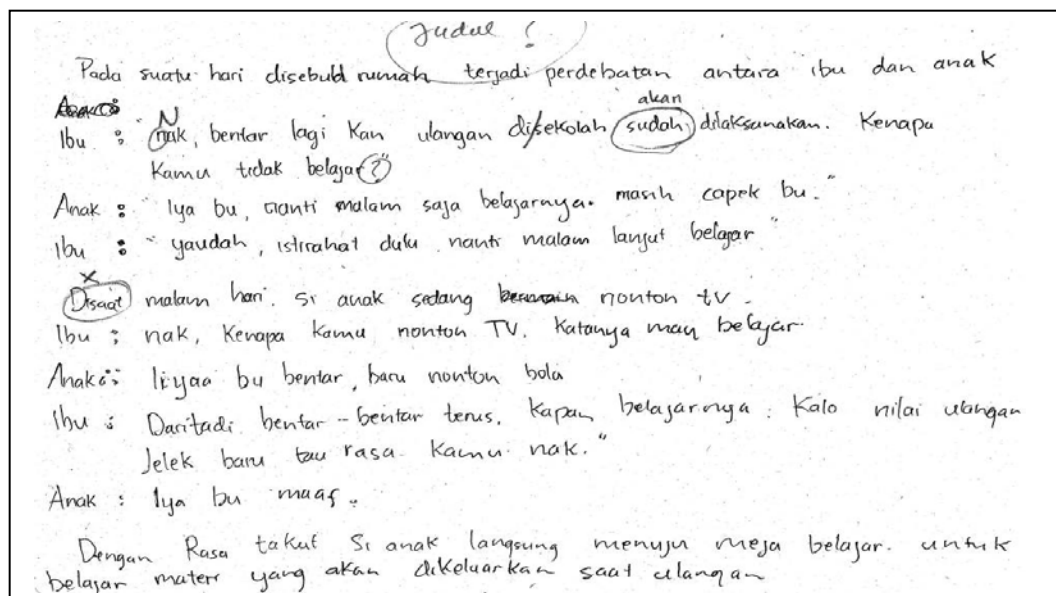 Judul ?
Pada suatu hari disebuld rumah terjadi perdebatan antara ibu dan anak
akan
N
Ibu : "nak, bentar lagi kan ulangan disekolah sudah dilaksanakan. Kenapa
kamu tidak belajar ?"
Anak : "Iya bu, nanti malam saja belajarnya. masih capek bu."
Ibu : "yaudah, istirahat dulu nanti malam lanjut belajar"
x
Disaat malam hari. si anak sedang bermain nonton tv.
Ibu : nak, kenapa kamu nonton TV. Katanya mau belajar.
Anak : Iiyaa bu bentar, baru nonton bola
Ibu : Daritadi bentar-bentar terus. Kapan belajarnya. Kalo nilai ulangan
Jelek baru tau rasa kamu nak."
Anak : Iya bu maaf.
Dengan Rasa takut si anak langsung menuju meja belajar. untuk
belajar materi yang akan dikeluarkan saat ulangan